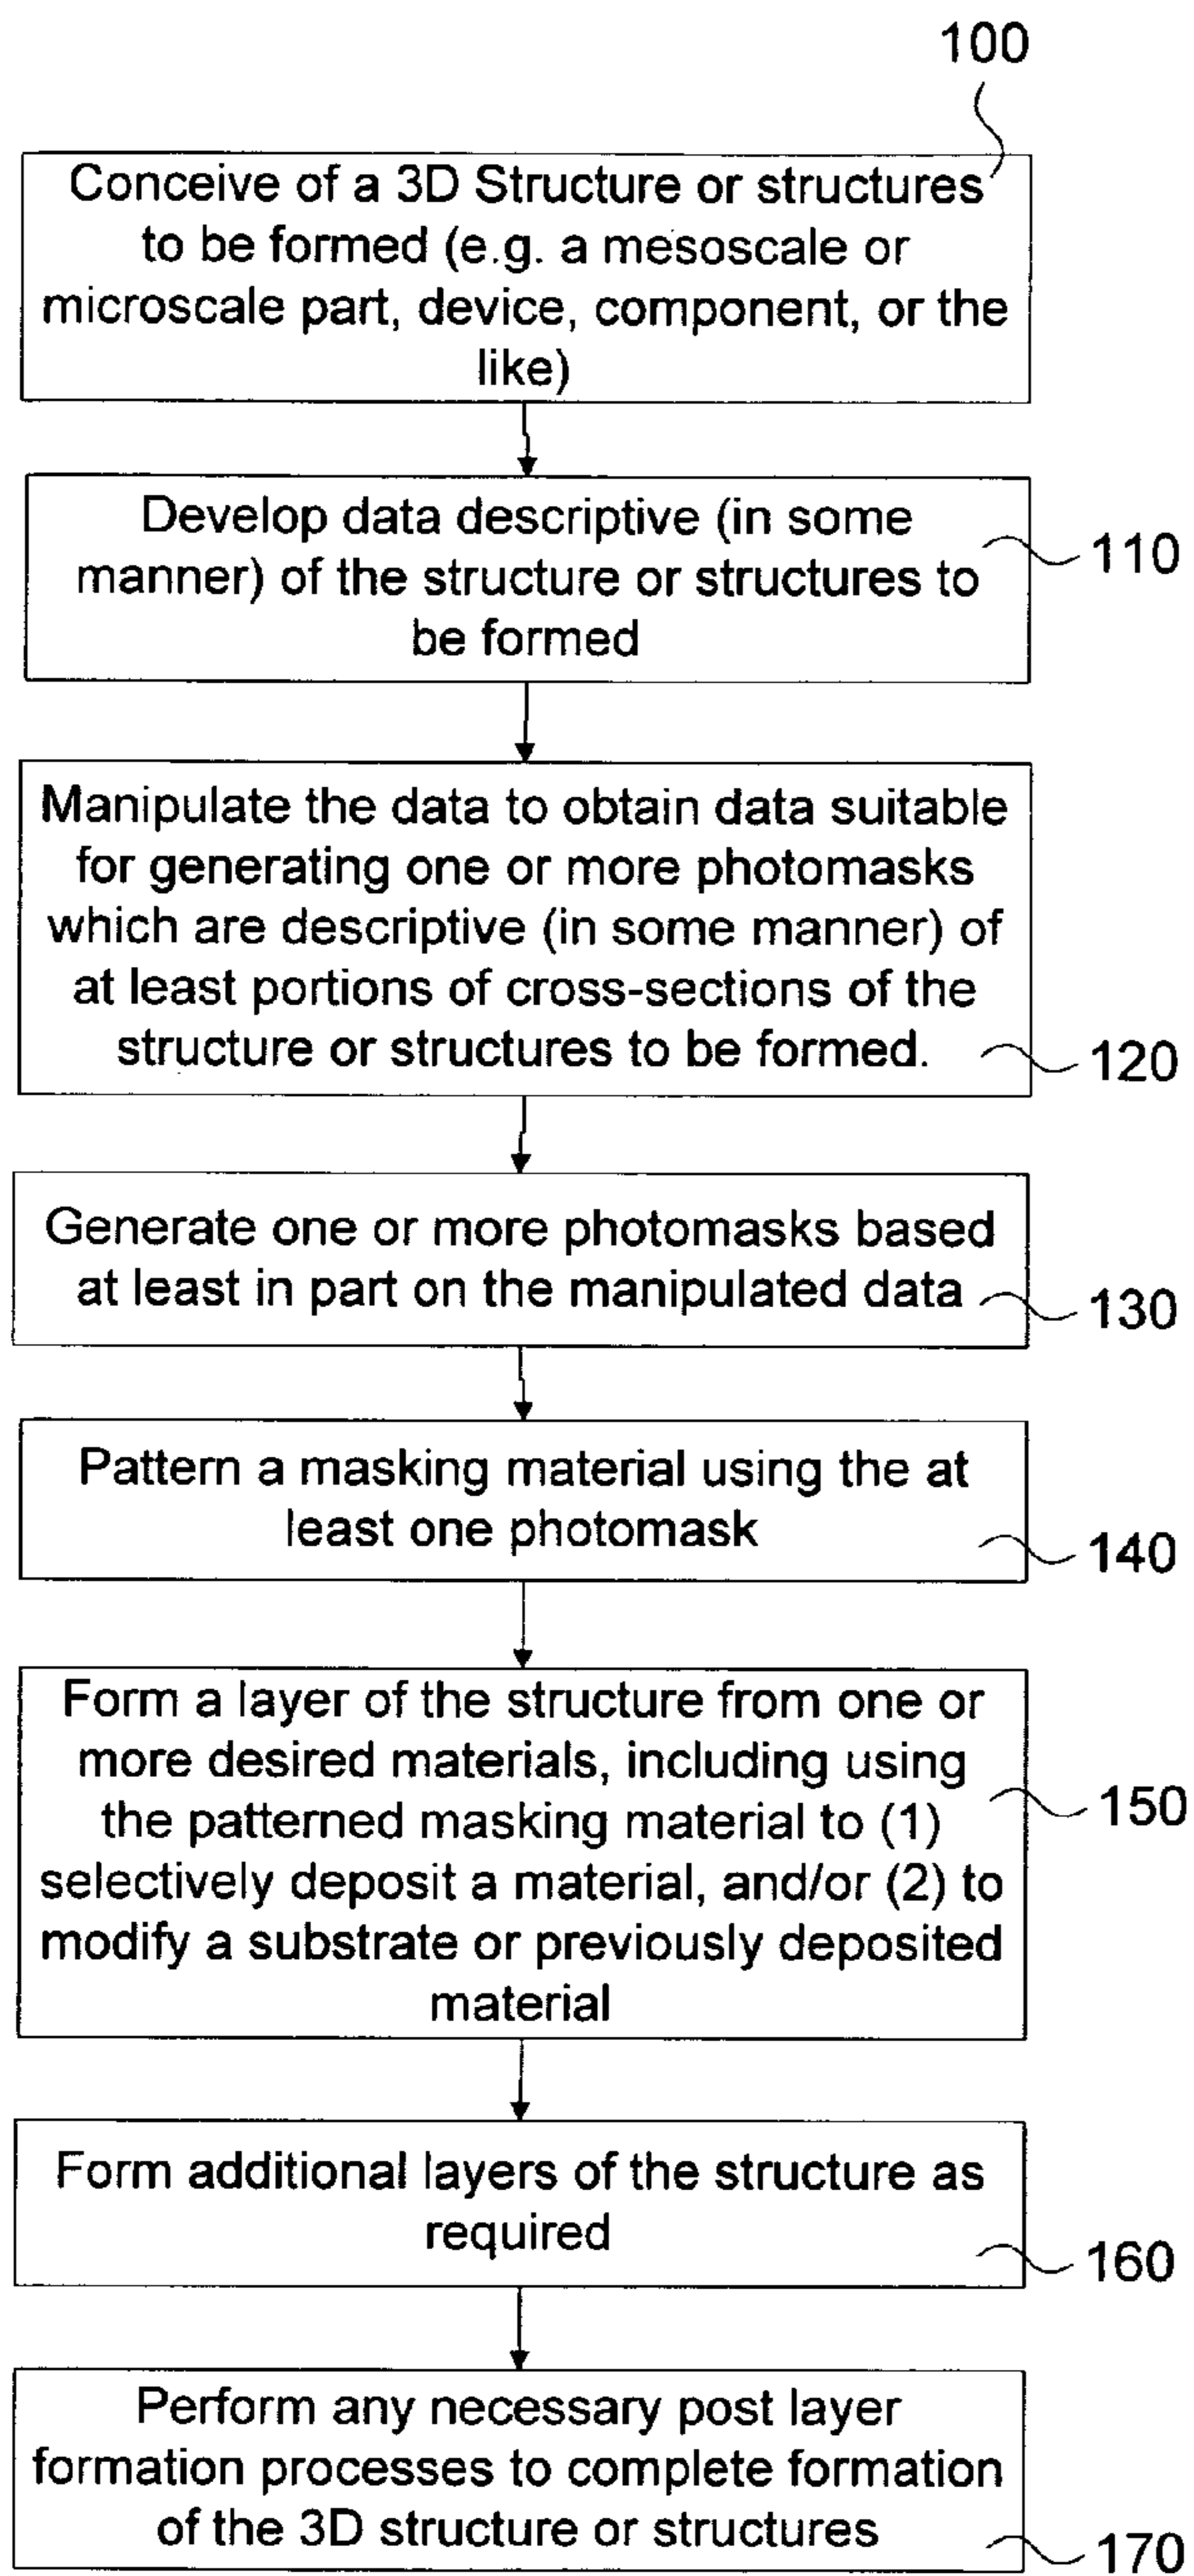 100
Conceive of a 3D Structure or structures
to be formed (e.g. a mesoscale or
microscale part, device, component, or the
like)
Develop data descriptive (in some
manner) of the structure or structures to
be formed
110
Manipulate the data to obtain data suitable
for generating one or more photomasks
which are descriptive (in some manner) of
at least portions of cross-sections of the
structure or structures to be formed.
120
Generate one or more photomasks based
at least in part on the manipulated data
130
Pattern a masking material using the at
least one photomask
140
Form a layer of the structure from one or
more desired materials, including using
the patterned masking material to (1)
selectively deposit a material, and/or (2) to
modify a substrate or previously deposited
material
150
Form additional layers of the structure as
required
160
Perform any necessary post layer
formation processes to complete formation
of the 3D structure or structures
170